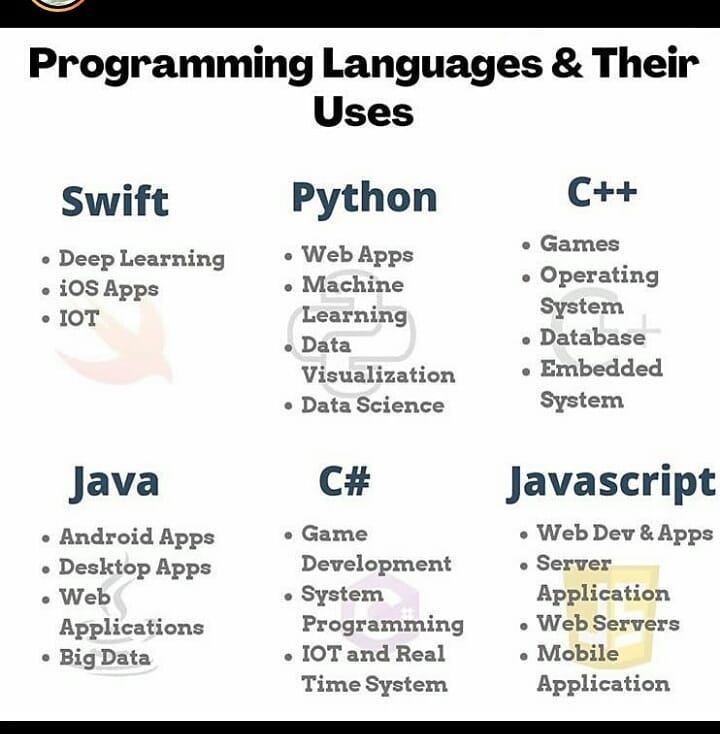 Programming Languages & Their
Uses
Swift
• Deep Learning
• iOS Apps
• IOT
Python
• Web Apps
• Machine
Learning
• Data
Visualization
• Data Science
C++
• Games
• Operating
System
• Database
• Embedded
System
Java
• Android Apps
• Desktop Apps
• Web
Applications
• Big Data
C#
• Game
Development
• System
Programming
• IOT and Real
Time System
Javascript
• Web Dev & Apps
• Server
Application
• Web Servers
• Mobile
Application